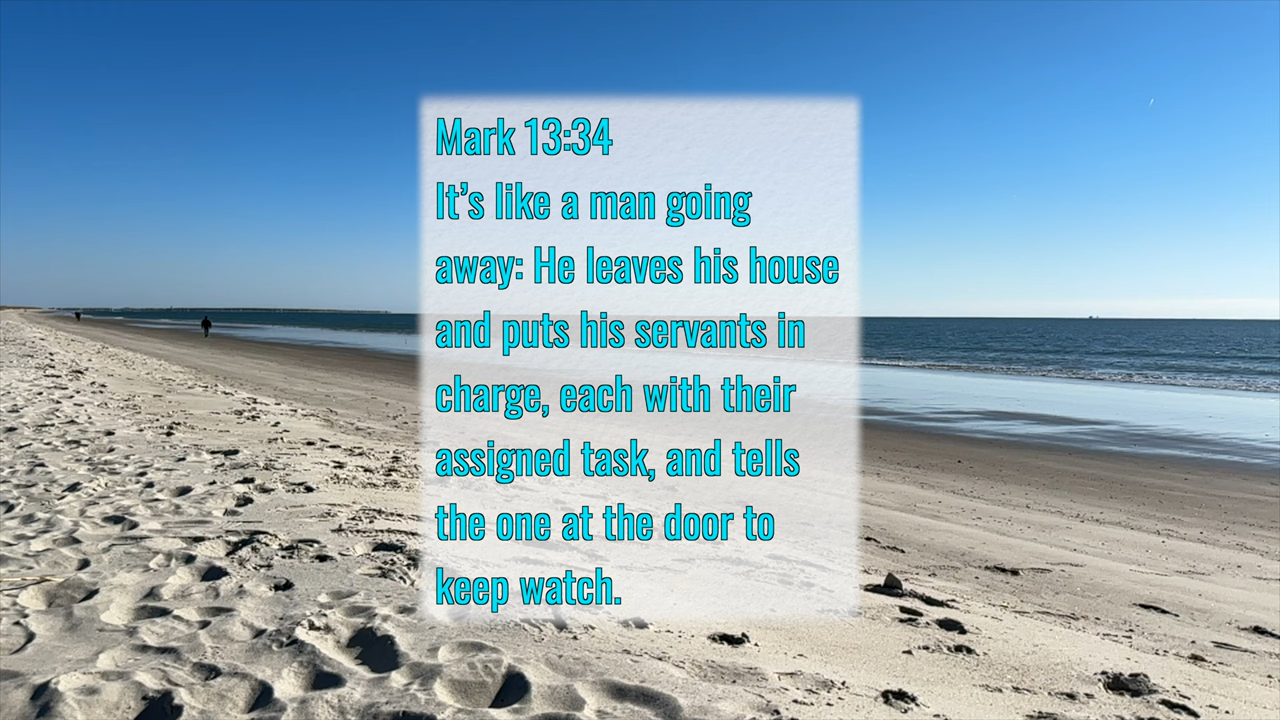 Mark 13:34
It’s like a man going
away: He leaves his house
and puts his servants in
charge, each with their
assigned task, and tells
the one at the door to
keep watch.